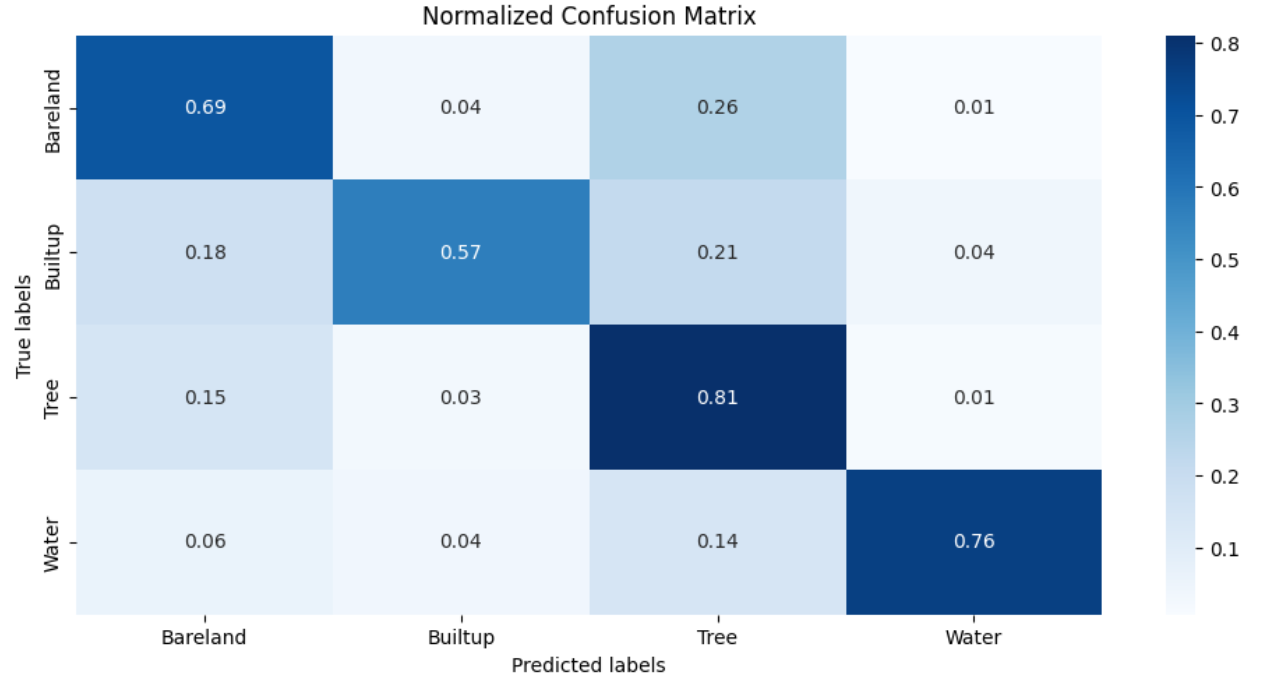 Normalized Confusion Matrix
Bareland 0.69 0.04 0.26 0.01
Builtup 0.18 0.57 0.21 0.04
Tree 0.15 0.03 0.81 0.01
Water 0.06 0.04 0.14 0.76
True labels
Bareland Builtup Tree Water
Predicted labels
0.8
0.7
0.6
0.5
0.4
0.3
0.2
0.1